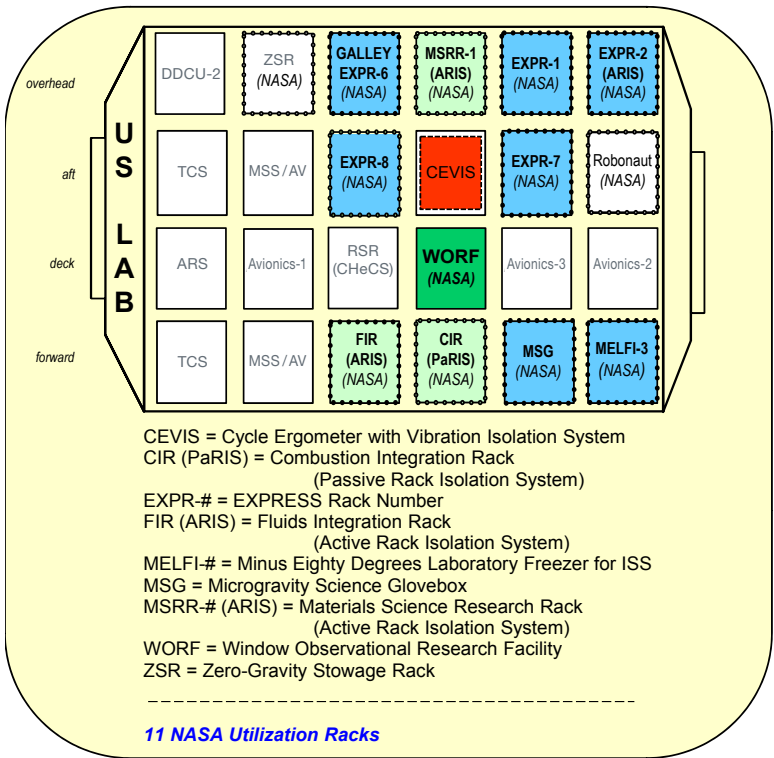 overhead
DDCU-2
ZSR
(NASA)
GALLEY
EXPR-6
(NASA)
MSRR-1
(ARIS)
(NASA)
EXPR-1
(NASA)
EXPR-2
(ARIS)
(NASA)
US LAB
aft
TCS
MSS/AV
EXPR-8
(NASA)
CEVIS
EXPR-7
(NASA)
Robonaut
(NASA)
deck
ARS
Avionics-1
RSR
(CHeCS)
WORF
(NASA)
Avionics-3
Avionics-2
forward
TCS
MSS/AV
FIR
(ARIS)
(NASA)
CIR
(PaRIS)
(NASA)
MSG
(NASA)
MELFI-3
(NASA)
CEVIS = Cycle Ergometer with Vibration Isolation System
CIR (PaRIS) = Combustion Integration Rack
(Passive Rack Isolation System)
EXPR-# = EXPRESS Rack Number
FIR (ARIS) = Fluids Integration Rack
(Active Rack Isolation System)
MELFI-# = Minus Eighty Degrees Laboratory Freezer for ISS
MSG = Microgravity Science Glovebox
MSRR-# (ARIS) = Materials Science Research Rack
(Active Rack Isolation System)
WORF = Window Observational Research Facility
ZSR = Zero-Gravity Stowage Rack
11 NASA Utilization Racks